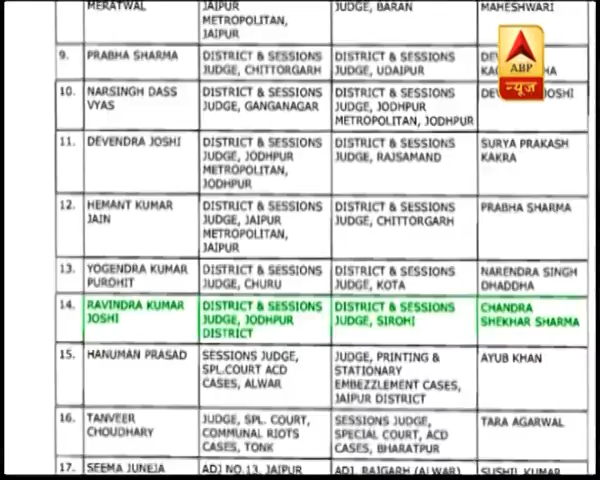 MERATWAL
JAIPUR
METROPOLITAN,
JAIPUR
JUDGE, BARAN
MAHESHWARI
9.
PRABHA SHARMA
DISTRICT & SESSIONS
JUDGE, CHITTORGARH
DISTRICT & SESSIONS
JUDGE, UDAIPUR
10.
NARSINGH DASS
VYAS
DISTRICT & SESSIONS
JUDGE, GANGANAGAR
DISTRICT & SESSIONS
JUDGE, JODHPUR
METROPOLITAN, JODHPUR
JOSHI
11.
DEVENDRA JOSHI
DISTRICT & SESSIONS
JUDGE, JODHPUR
METROPOLITAN,
JODHPUR
DISTRICT & SESSIONS
JUDGE, RAJSAMAND
SURYA PRAKASH
KAKRA
12.
HEMANT KUMAR
JAIN
DISTRICT & SESSIONS
JUDGE, JAIPUR
METROPOLITAN,
JAIPUR
DISTRICT & SESSIONS
JUDGE, CHITTORGARH
PRABHA SHARMA
13.
YOGENDRA KUMAR
PUROHIT
DISTRICT & SESSIONS
JUDGE, CHURU
DISTRICT & SESSIONS
JUDGE, KOTA
NARENDRA SINGH
DHADDHA
14.
RAVINDRA KUMAR
JOSHI
DISTRICT & SESSIONS
JUDGE, JODHPUR
DISTRICT
DISTRICT & SESSIONS
JUDGE, SIROHI
CHANDRA
SHEKHAR SHARMA
15.
HANUMAN PRASAD
SESSIONS JUDGE,
SPL.COURT ACD
CASES, ALWAR
JUDGE, PRINTING &
STATIONARY
EMBEZZLEMENT CASES,
JAIPUR DISTRICT
AYUB KHAN
16.
TANVEER
CHOUDHARY
JUDGE, SPL. COURT,
COMMUNAL RIOTS
CASES, TONK
SESSIONS JUDGE,
SPECIAL COURT, ACD
CASES, BHARATPUR
TARA AGARWAL
17.
SEEMA JUNEJA
ADJ NO.13, JAIPUR
ADJ, RAJGARH (ALWAR)
SUSHIL KUMAR
ABP
न्यूज़